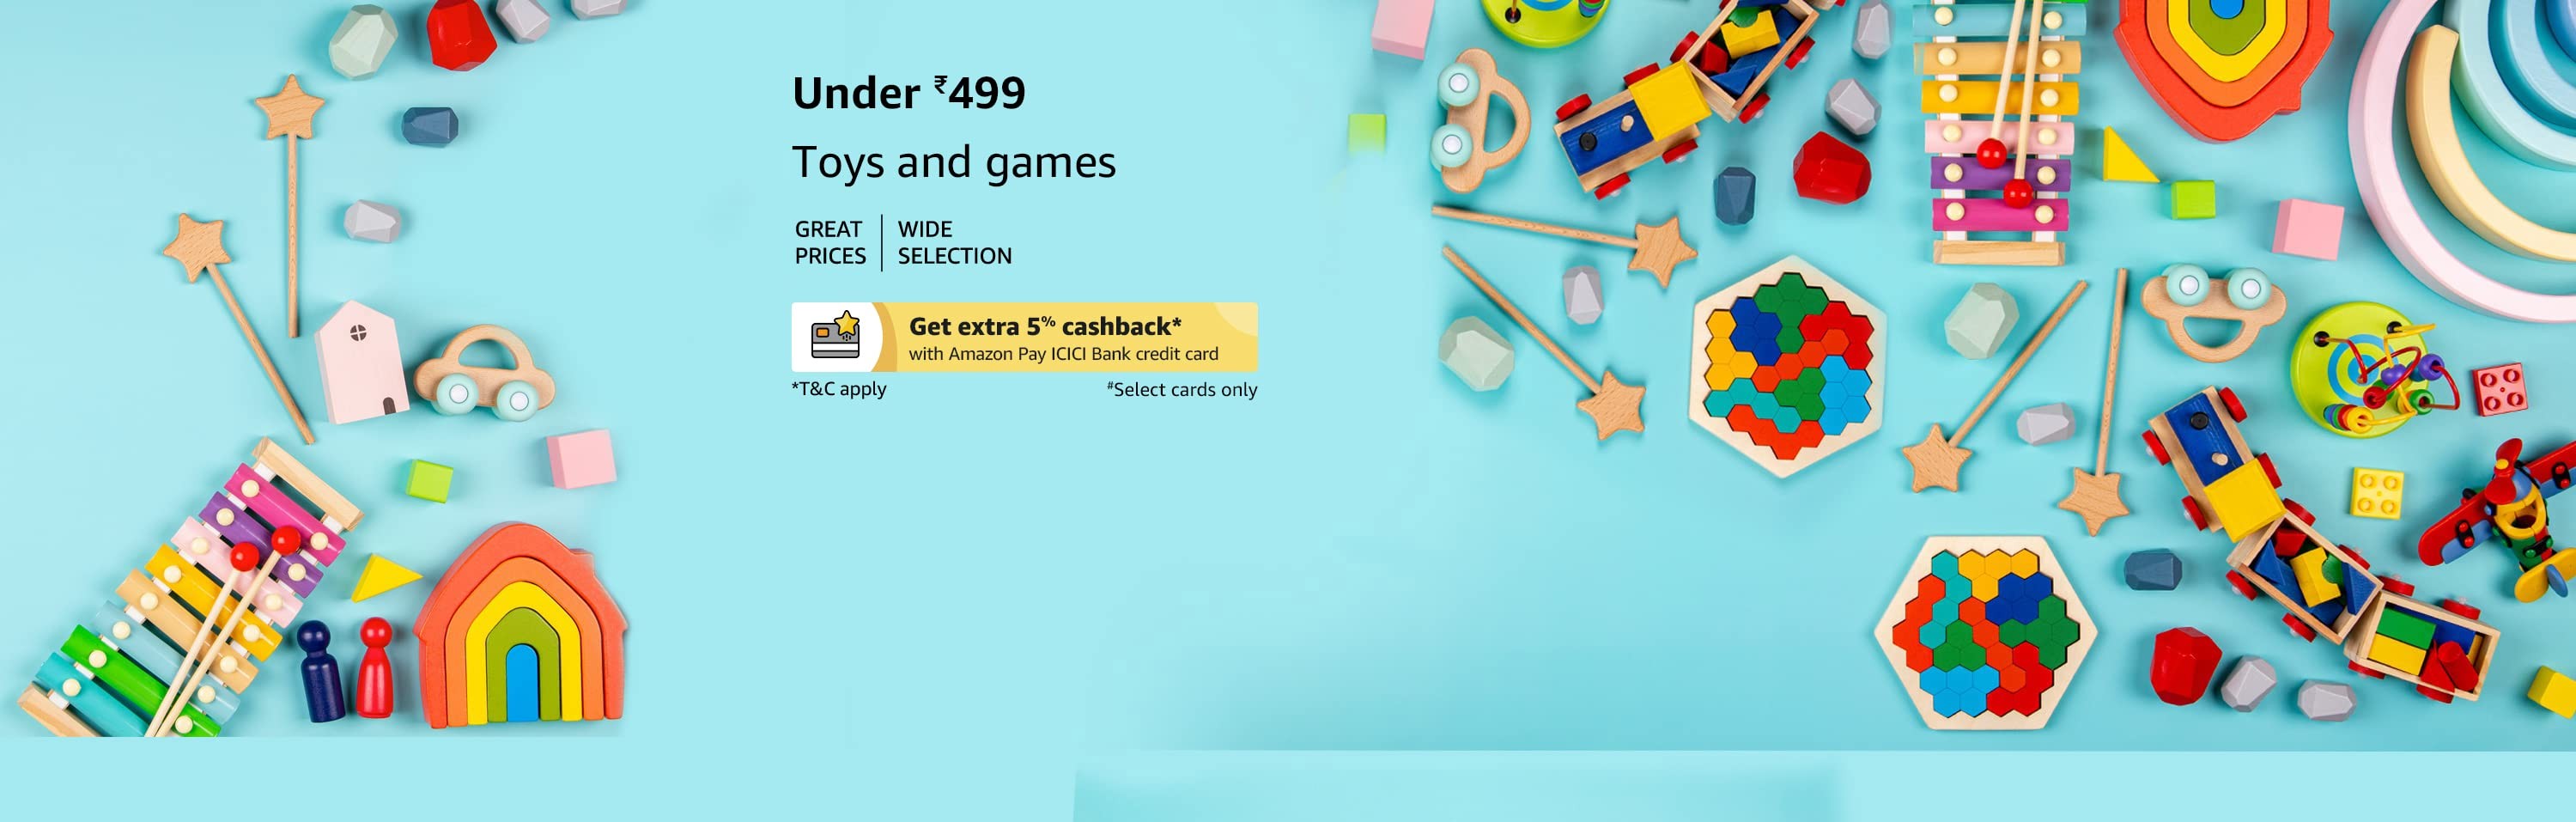 Under ₹499
Toys and games
GREAT PRICES
WIDE SELECTION
Get extra 5% cashback*
with Amazon Pay ICICI Bank credit card
*T&C apply
#Select cards only